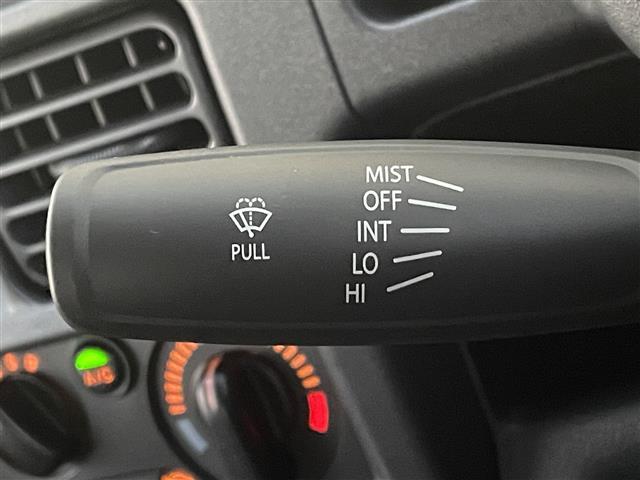 MIST
OFF
INT
LO
HI
PULL
A/C